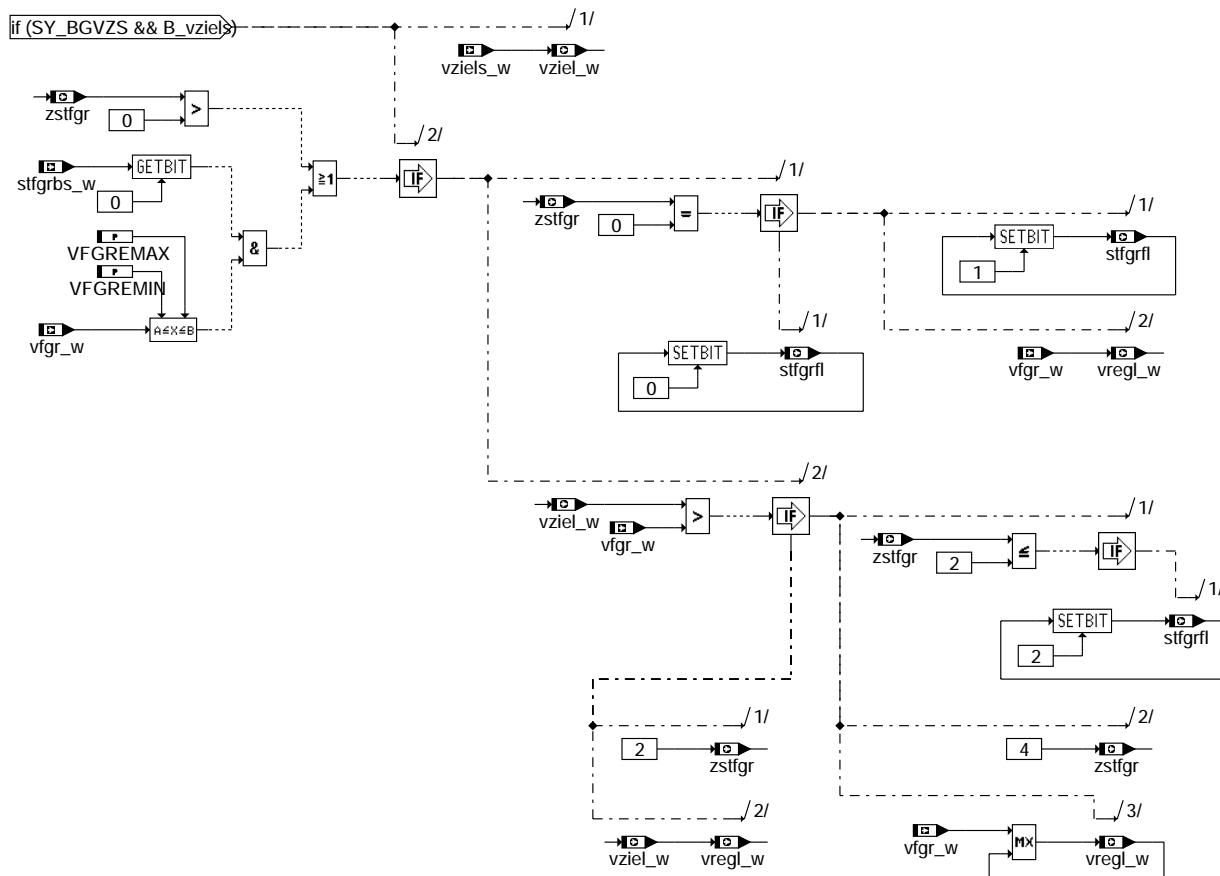 /1/
if (SY_BGVZS && B_vziels)
vziels_w
vziel_w
zstfgr
0
>
/2/
stfgrbs_w
GETBIT
0
≥1
IF
/1/
zstfgr
0
=
IF
/1/
SETBIT
stfgrfl
1
P
VFGREMAX
P
VFGREMIN
&
vfgr_w
A≤X≤B
/1/
SETBIT
stfgrfl
0
/2/
vfgr_w
vregl_w
/2/
vziel_w
vfgr_w
>
IF
/1/
zstfgr
2
≤
IF
/1/
SETBIT
stfgrfl
2
/1/
2
zstfgr
/2/
4
zstfgr
/2/
vziel_w
vregl_w
/3/
vfgr_w
MX
vregl_w